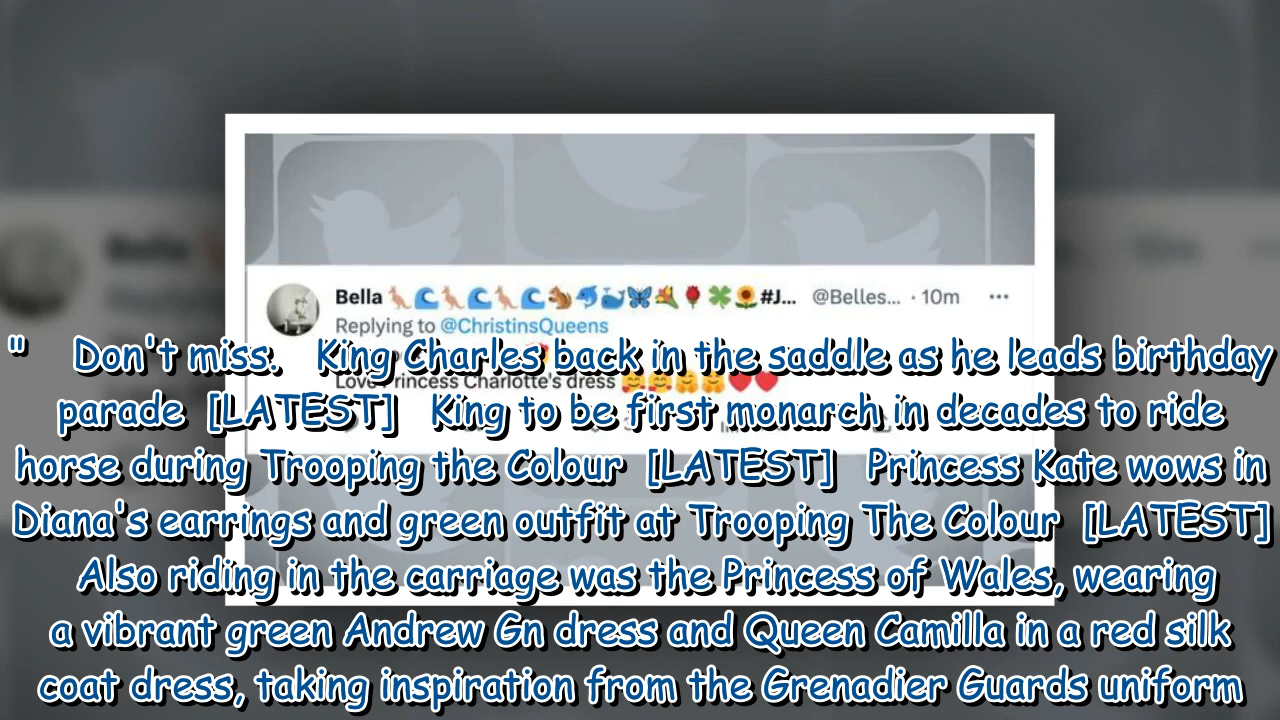 Bella 🦘🌊🦘🌊🦘🌊🐿️🐬🐳🦋💐🌹🍀🌻#J... @Belles... · 10m
Replying to @ChristinsQueens
Love Princess Charlotte's dress 🥰🥰🤗🤗❤️❤️
" Don't miss. King Charles back in the saddle as he leads birthday
parade [LATEST] King to be first monarch in decades to ride
horse during Trooping the Colour [LATEST] Princess Kate wows in
Diana's earrings and green outfit at Trooping The Colour [LATEST]
Also riding in the carriage was the Princess of Wales, wearing
a vibrant green Andrew Gn dress and Queen Camilla in a red silk
coat dress, taking inspiration from the Grenadier Guards uniform